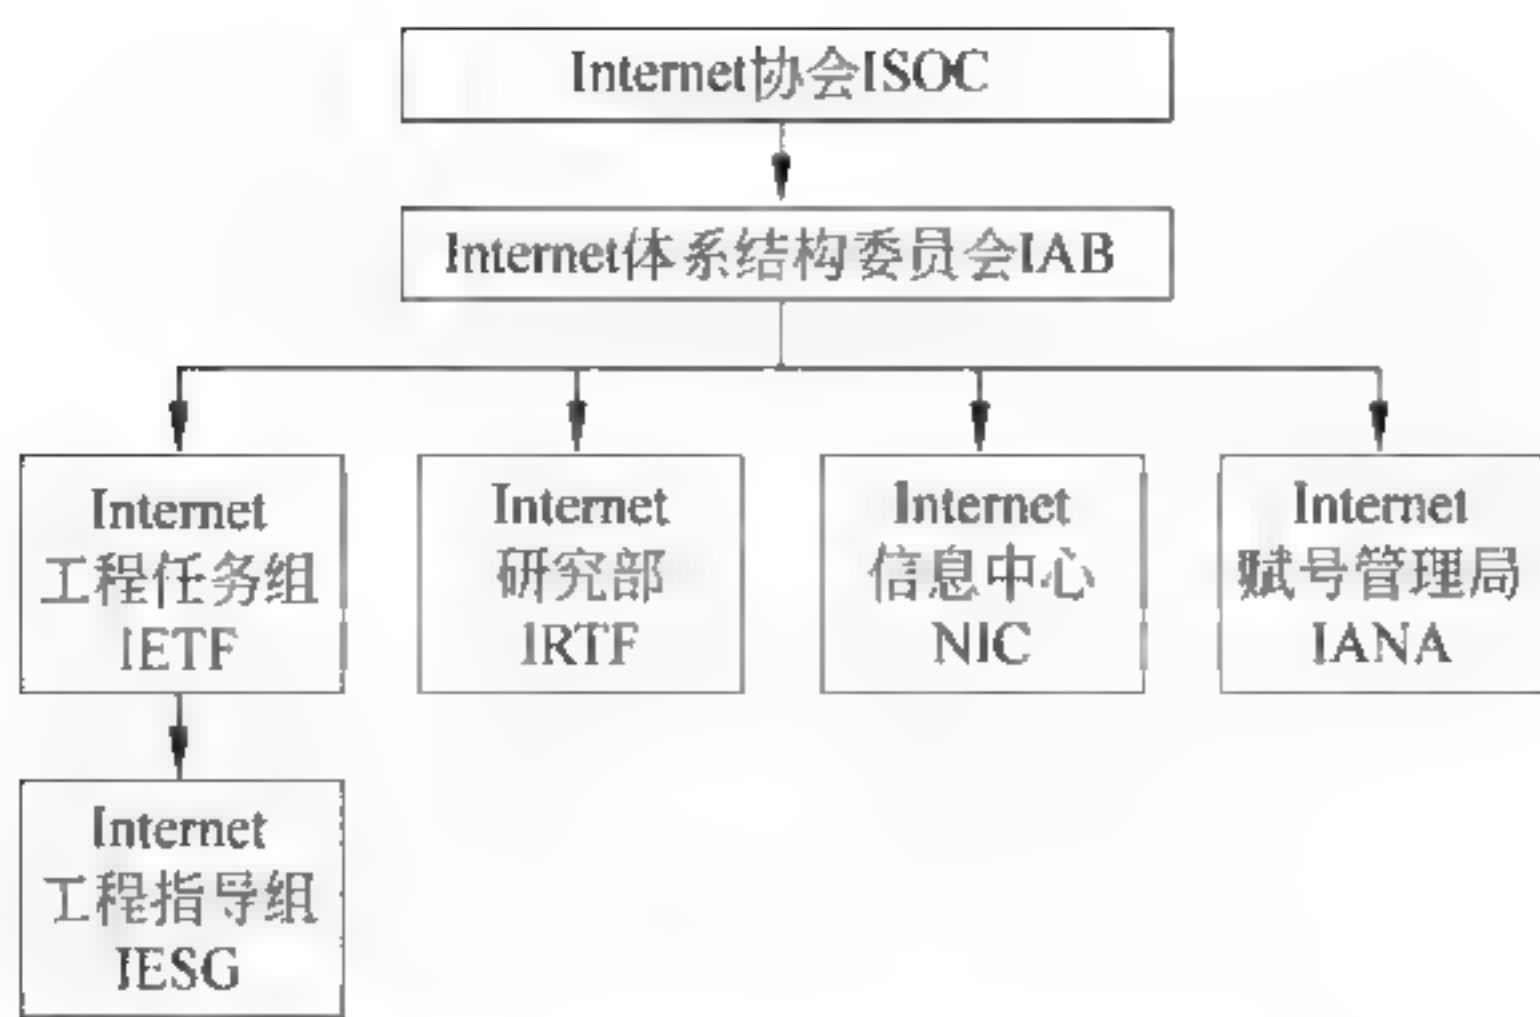 Internet协会ISOC
Internet体系结构委员会IAB
Internet
工程任务组
IETF
Internet
研究部
IRTF
Internet
信息中心
NIC
Internet
赋号管理局
IANA
Internet
工程指导组
IESG